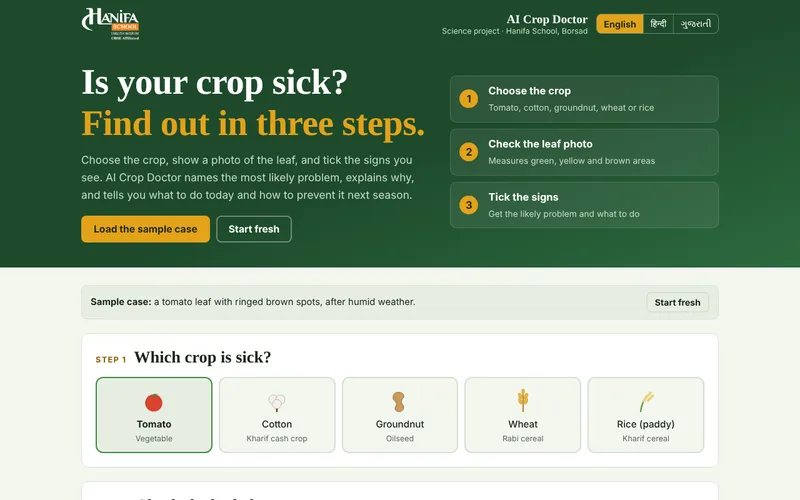 HANIFA
SCHOOL
ENGLISH MEDIUM
CBSE Affiliated
AI Crop Doctor
Science project · Hanifa School, Borsad
English
हिन्दी
ગુજરાતી
Is your crop sick?
Find out in three steps.
Choose the crop, show a photo of the leaf, and tick the signs you
see. AI Crop Doctor names the most likely problem, explains why,
and tells you what to do today and how to prevent it next season.
Load the sample case
Start fresh
1
Choose the crop
Tomato, cotton, groundnut, wheat or rice
2
Check the leaf photo
Measures green, yellow and brown areas
3
Tick the signs
Get the likely problem and what to do
Sample case: a tomato leaf with ringed brown spots, after humid weather.
Start fresh
STEP 1 Which crop is sick?
Tomato
Vegetable
Cotton
Kharif cash crop
Groundnut
Oilseed
Wheat
Rabi cereal
Rice (paddy)
Kharif cereal